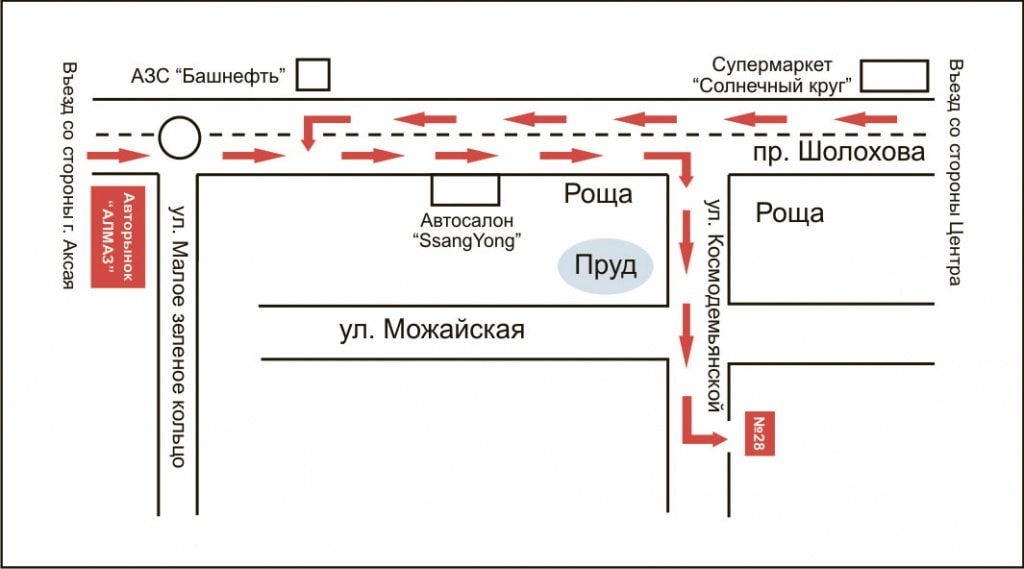 АЗС “Башнефть”
Супермаркет
“Солнечный круг”
Въезд со стороны г. Аксая
Въезд со стороны Центра
пр. Шолохова
Авторынок
“АЛМАЗ”
ул. Малое зеленое кольцо
Автосалон
“SsangYong”
Роща
Пруд
ул. Космодемьянской
Роща
ул. Можайская
№28